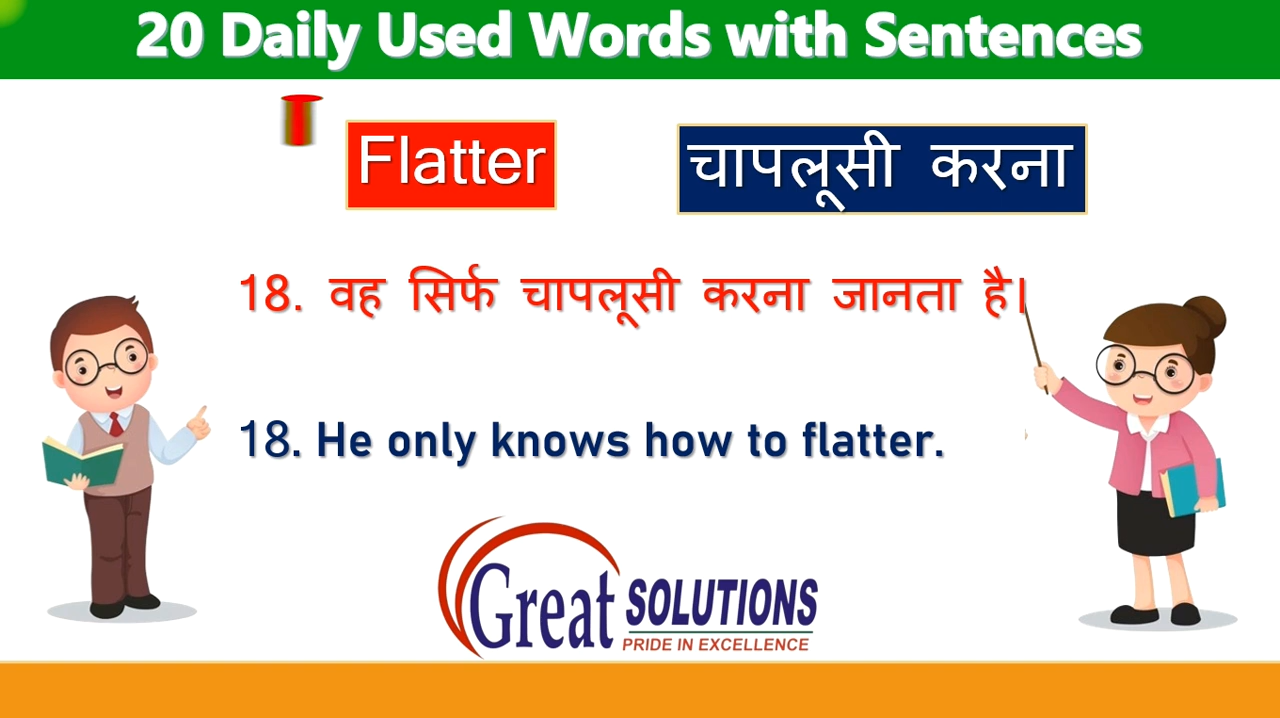 20 Daily Used Words with Sentences
Flatter
चापलूसी करना
18. वह सिर्फ चापलूसी करना जानता है।
18. He only knows how to flatter.
Great SOLUTIONS
PRIDE IN EXCELLENCE